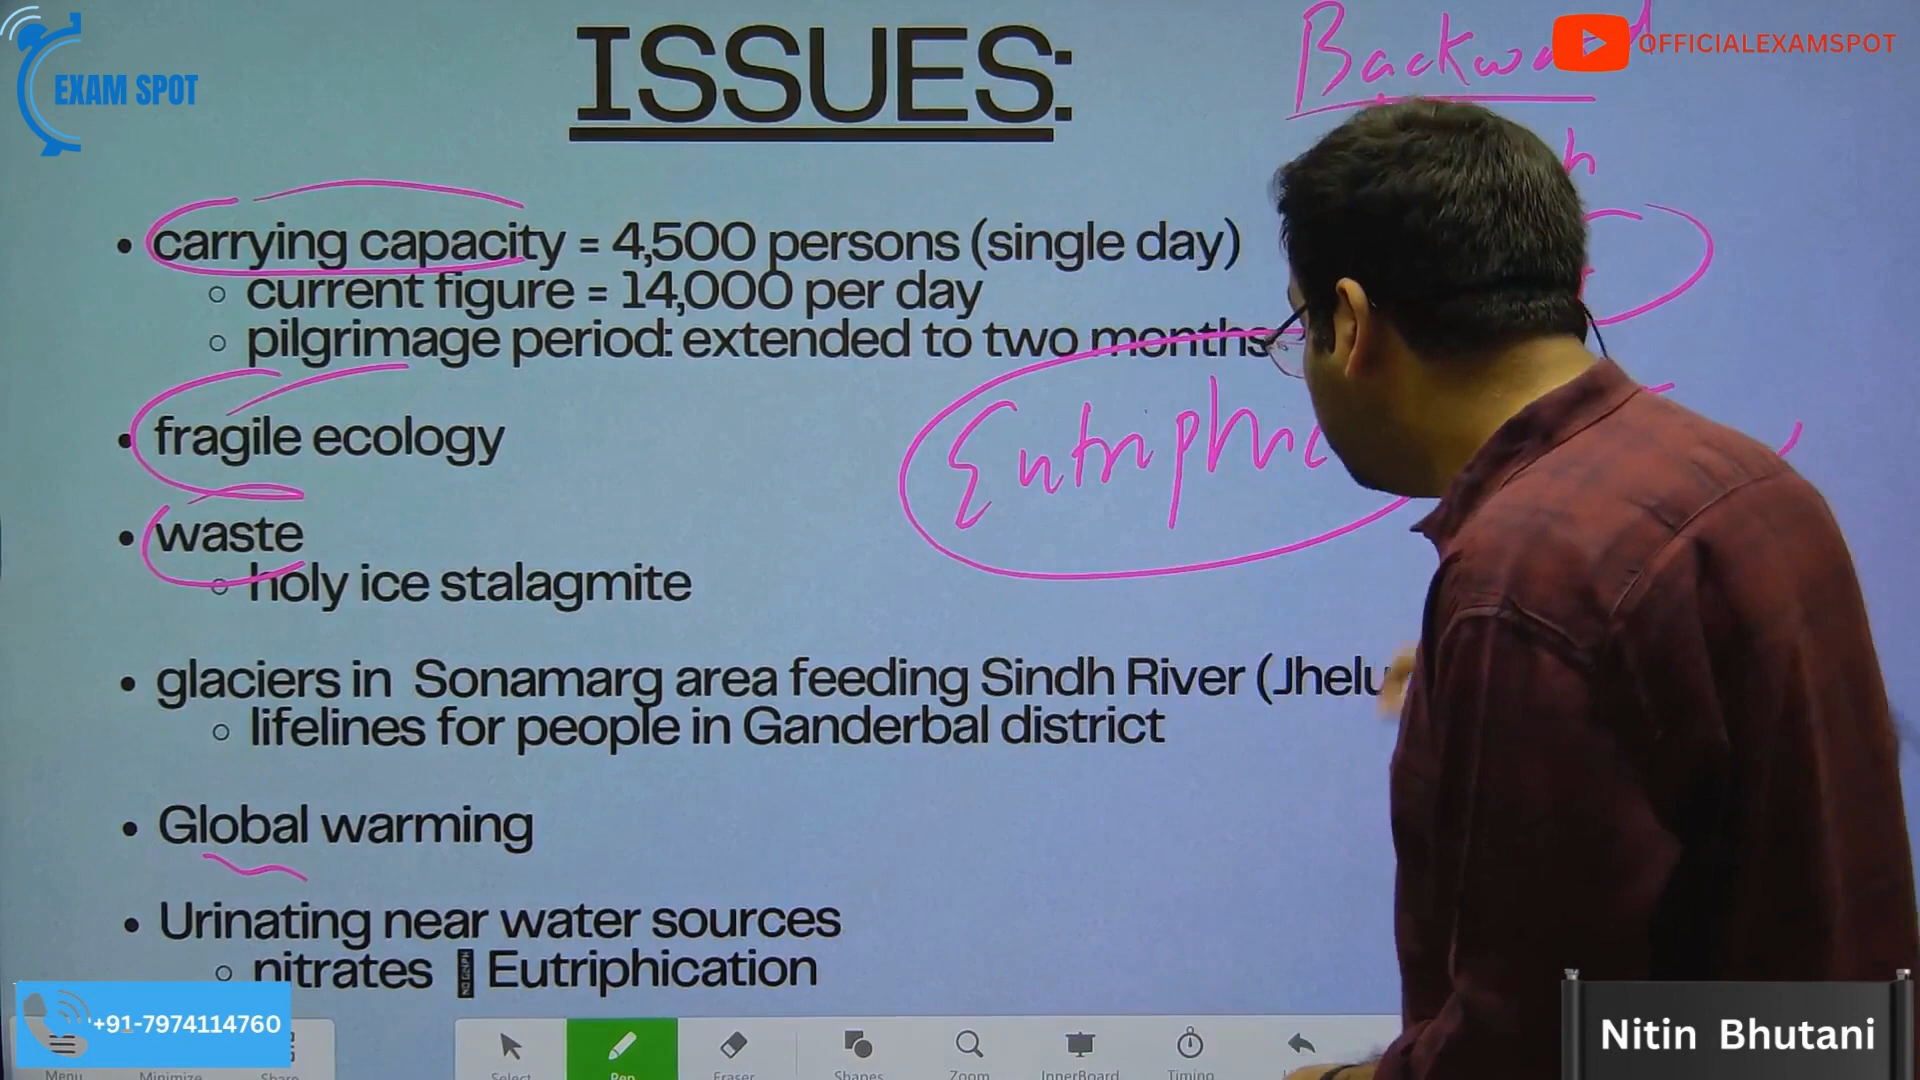 ISSUES:
Backward
OFFICIALEXAMSPOT
EXAM SPOT
• carrying capacity = 4,500 persons (single day)
○ current figure = 14,000 per day
○ pilgrimage period: extended to two months
• fragile ecology
Eutriphic
• waste
○ holy ice stalagmite
• glaciers in Sonamarg area feeding Sindh River (Jhelu
○ lifelines for people in Ganderbal district
• Global warming
• Urinating near water sources
○ nitrates Eutriphication
+91-7974114760
Nitin Bhutani
Menu Minimize Share Select Pen Eraser Shapes Zoom InnerBoard Timing